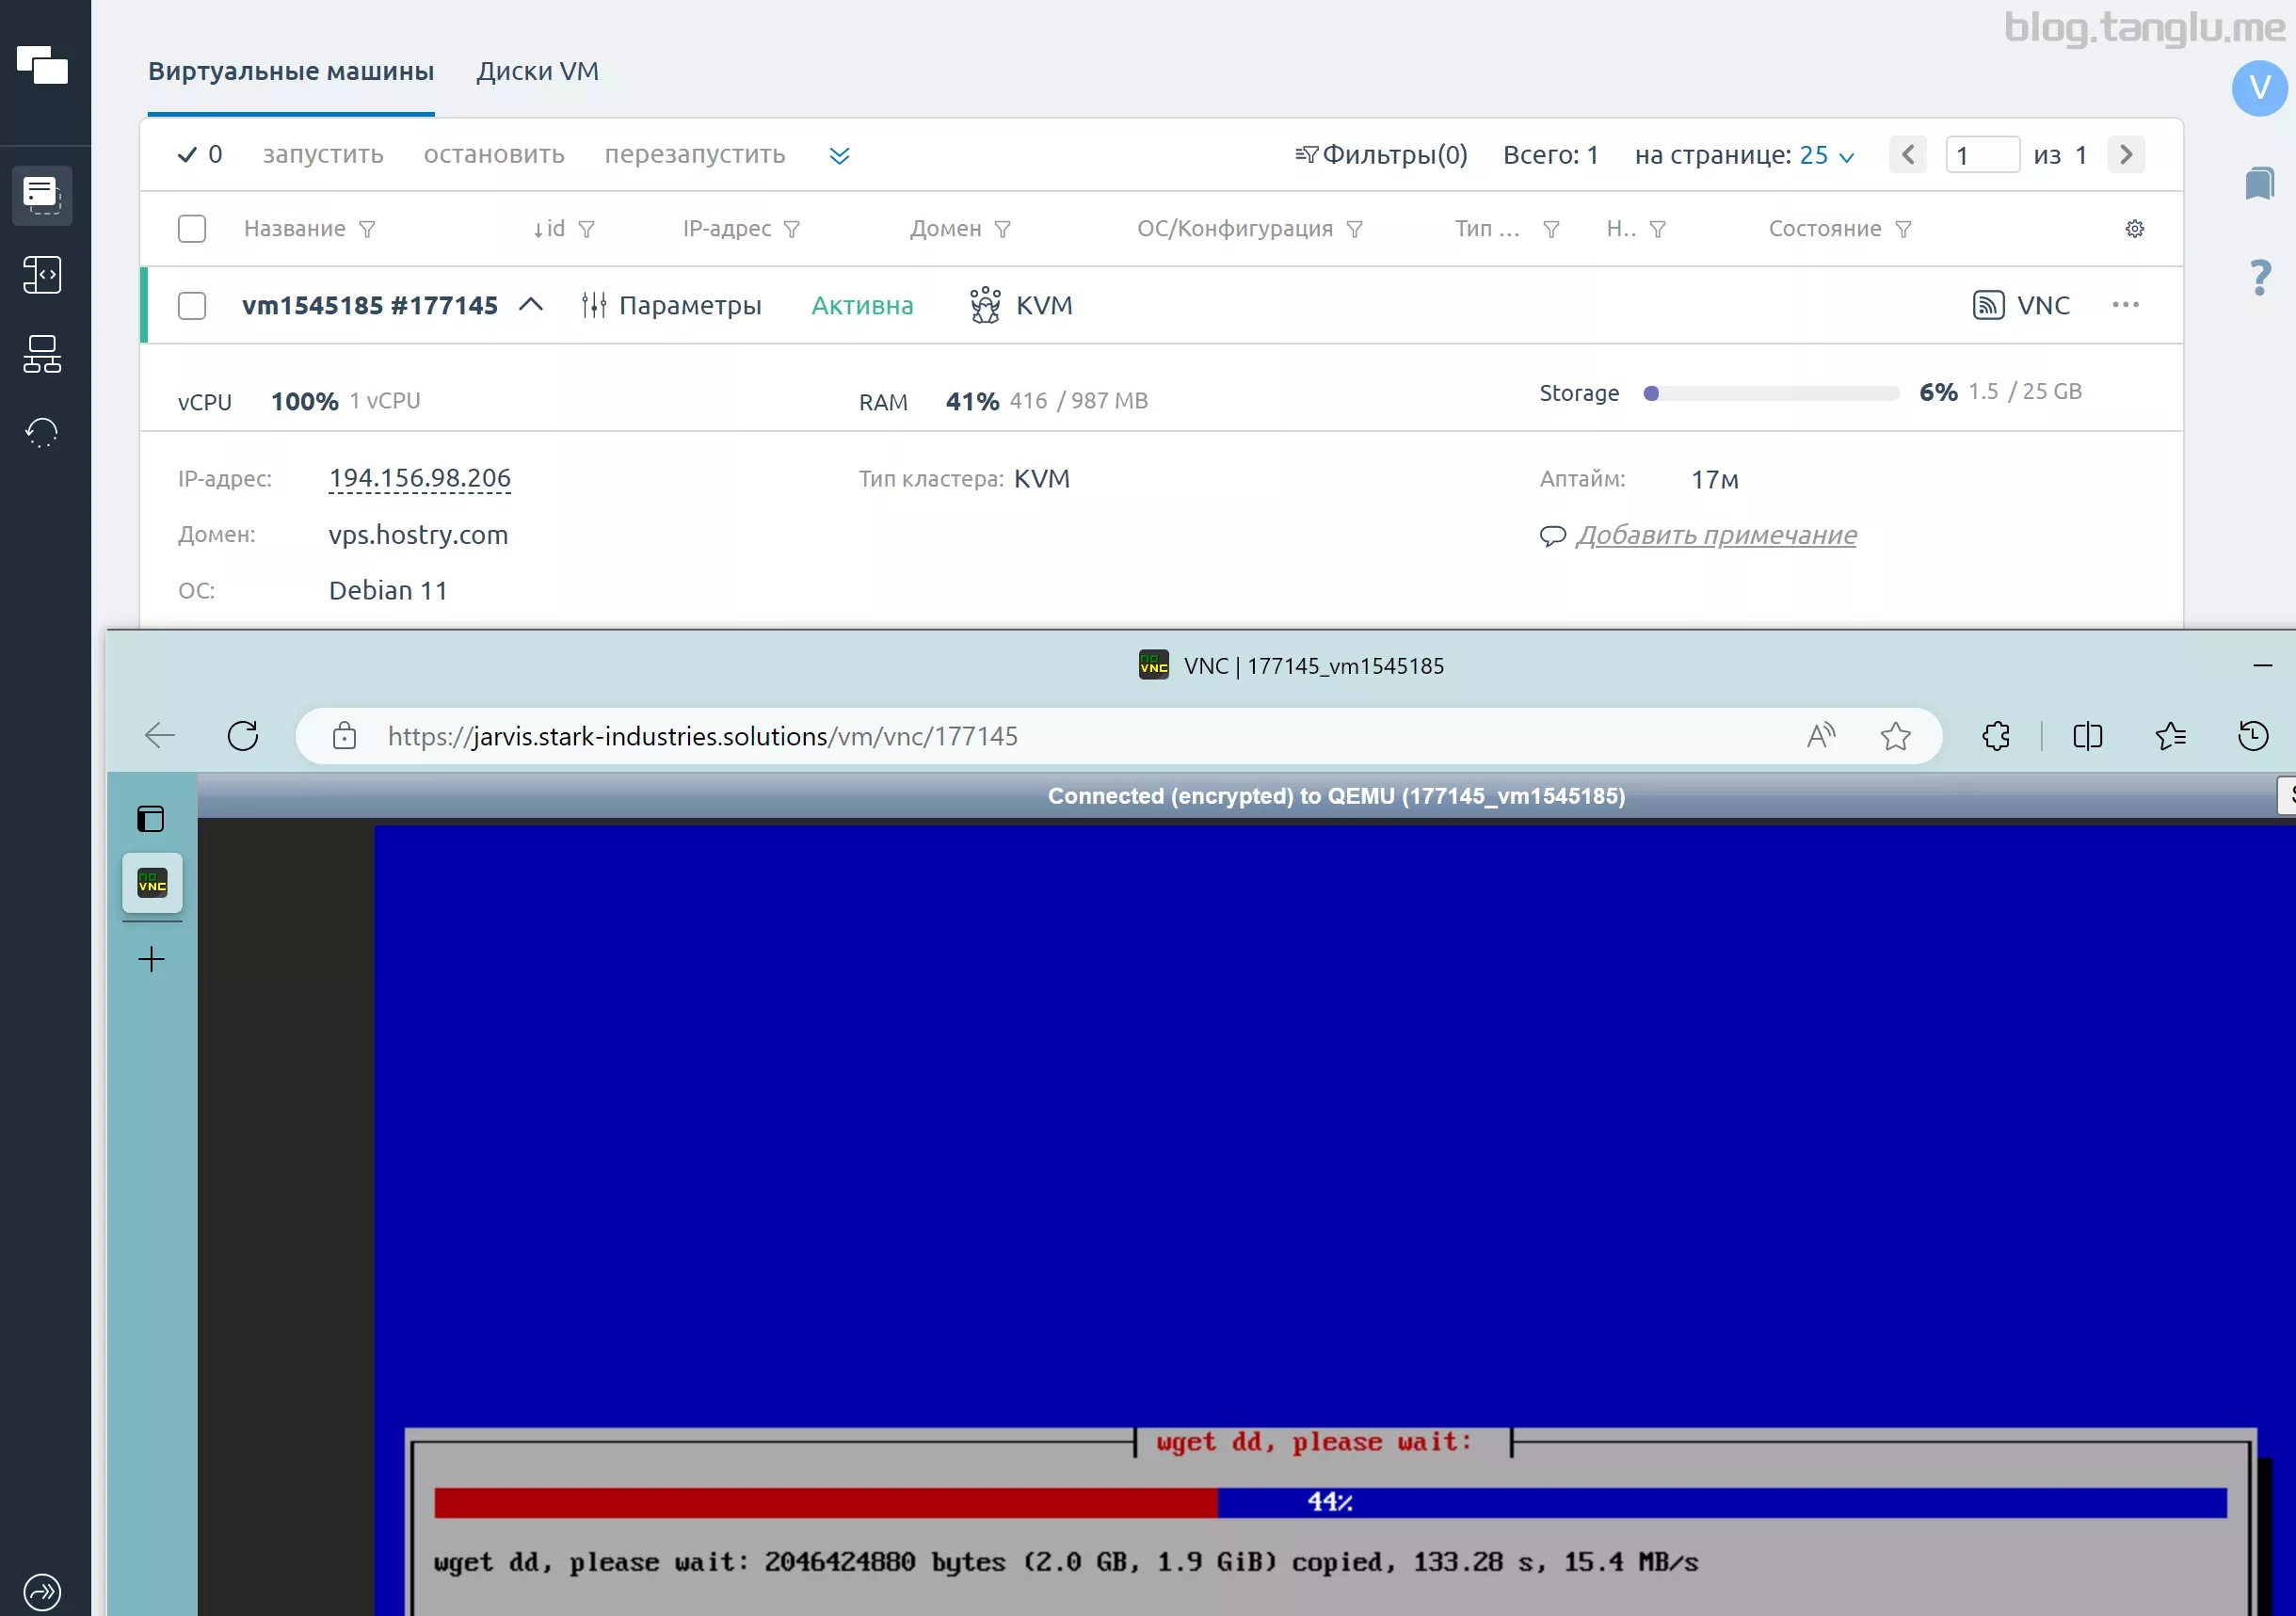 blog.tanglu.me
Виртуальные машины Диски VM
V
0 запустить остановить перезапустить Фильтры(0) Всего: 1 на странице: 25 1 из 1
Название ↓id IP-адрес Домен ОС/Конфигурация Тип ... Н.. Состояние
?
vm1545185 #177145 Параметры Активна KVM VNC ...
vCPU 100% 1 vCPU RAM 41% 416 / 987 MB Storage 6% 1.5 / 25 GB
IP-адрес: 194.156.98.206 Тип кластера: KVM Аптайм: 17м
Домен: vps.hostry.com Добавить примечание
ОС: Debian 11
no VNC VNC | 177145_vm1545185
https://jarvis.stark-industries.solutions/vm/vnc/177145
Connected (encrypted) to QEMU (177145_vm1545185)
no VNC
wget dd, please wait:
44%
wget dd, please wait: 2046424880 bytes (2.0 GB, 1.9 GiB) copied, 133.28 s, 15.4 MB/s